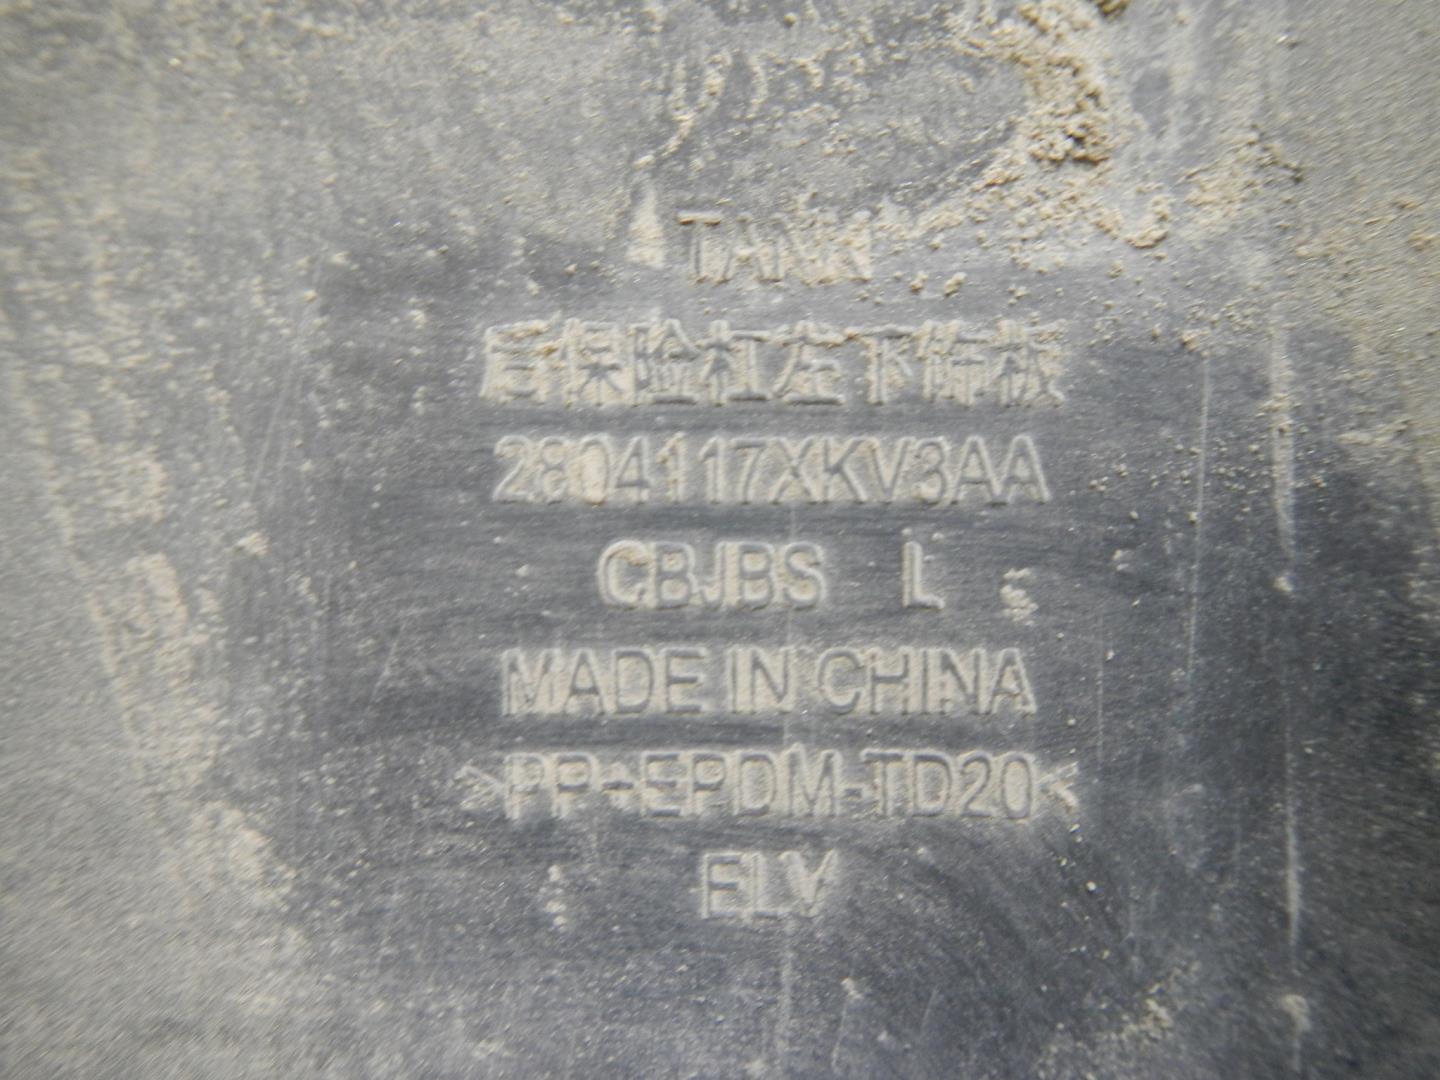 TANK
后保险杠左下饰板
2804117XKV3AA
CBJBS L
MADE IN CHINA
>PP+EPDM-TD20<
ELV